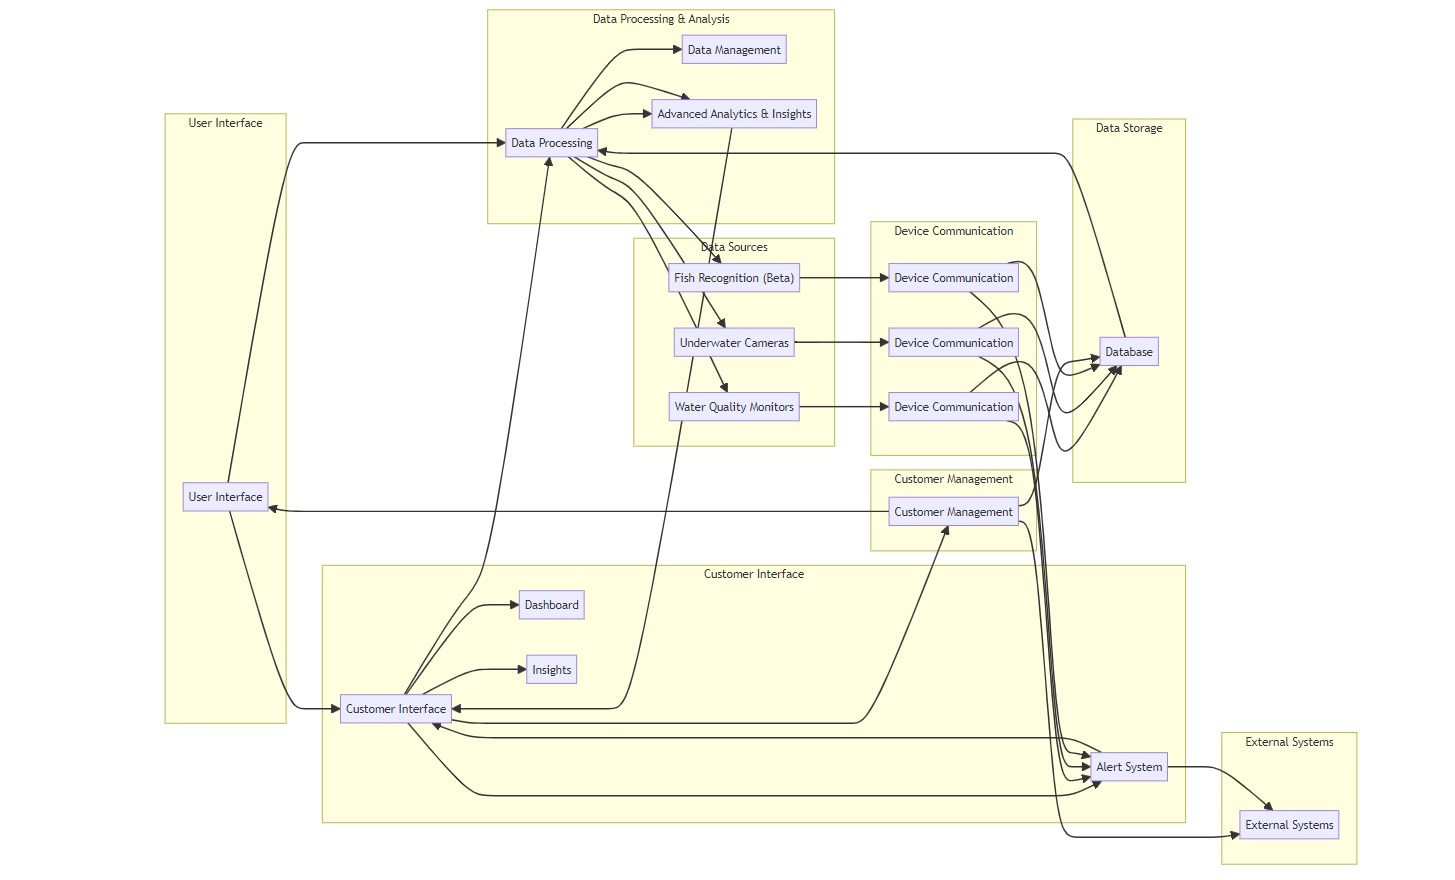 Data Processing & Analysis
Data Management
Advanced Analytics & Insights
Data Processing
User Interface
User Interface
Data Sources
Fish Recognition (Beta)
Underwater Cameras
Water Quality Monitors
Device Communication
Device Communication
Device Communication
Device Communication
Data Storage
Database
Customer Management
Customer Management
Customer Interface
Dashboard
Insights
Customer Interface
Alert System
External Systems
External Systems